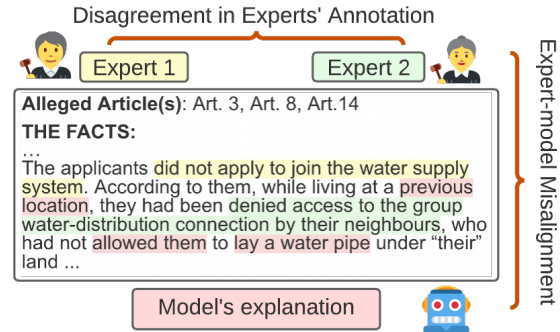 Disagreement in Experts' Annotation
Expert 1
Expert 2
Alleged Article(s): Art. 3, Art. 8, Art.14
THE FACTS:
...
The applicants did not apply to join the water supply
system. According to them, while living at a previous
location, they had been denied access to the group
water-distribution connection by their neighbours, who
had not allowed them to lay a water pipe under “their”
land ...
Expert-model Misalignment
Model's explanation